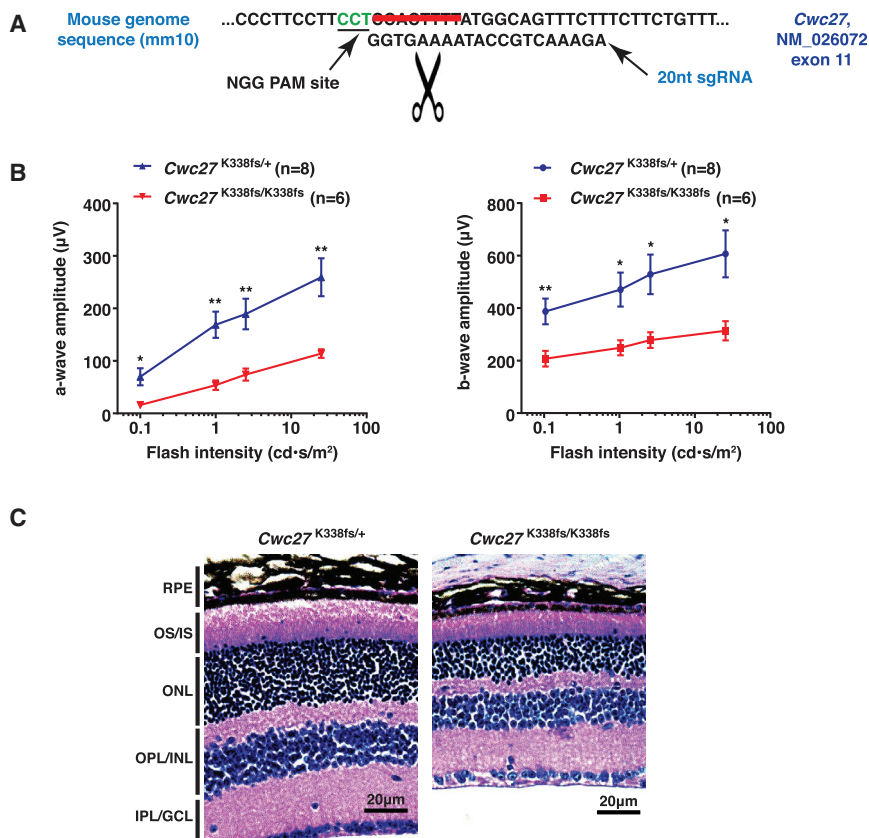 A
Mouse genome
sequence (mm10)
...CCCTTCCTTCCTCCACTTTTATGGCAGTTTCTTTCTTCTGTTT...
GGTGAAAATACCGTCAAAGA
NGG PAM site
20nt sgRNA
Cwc27,
NM_026072
exon 11
B
Cwc27 K338fs/+ (n=8)
Cwc27 K338fs/K338fs (n=6)
a-wave amplitude (µV)
400
300
200
100
0
*
**
**
**
0.1
1
10
100
Flash intensity (cd•s/m²)
Cwc27 K338fs/+ (n=8)
Cwc27 K338fs/K338fs (n=6)
b-wave amplitude (µV)
800
600
400
200
0
**
*
*
*
0.1
1
10
100
Flash intensity (cd•s/m²)
C
Cwc27 K338fs/+
Cwc27 K338fs/K338fs
RPE
OS/IS
ONL
OPL/INL
IPL/GCL
20µm
20µm